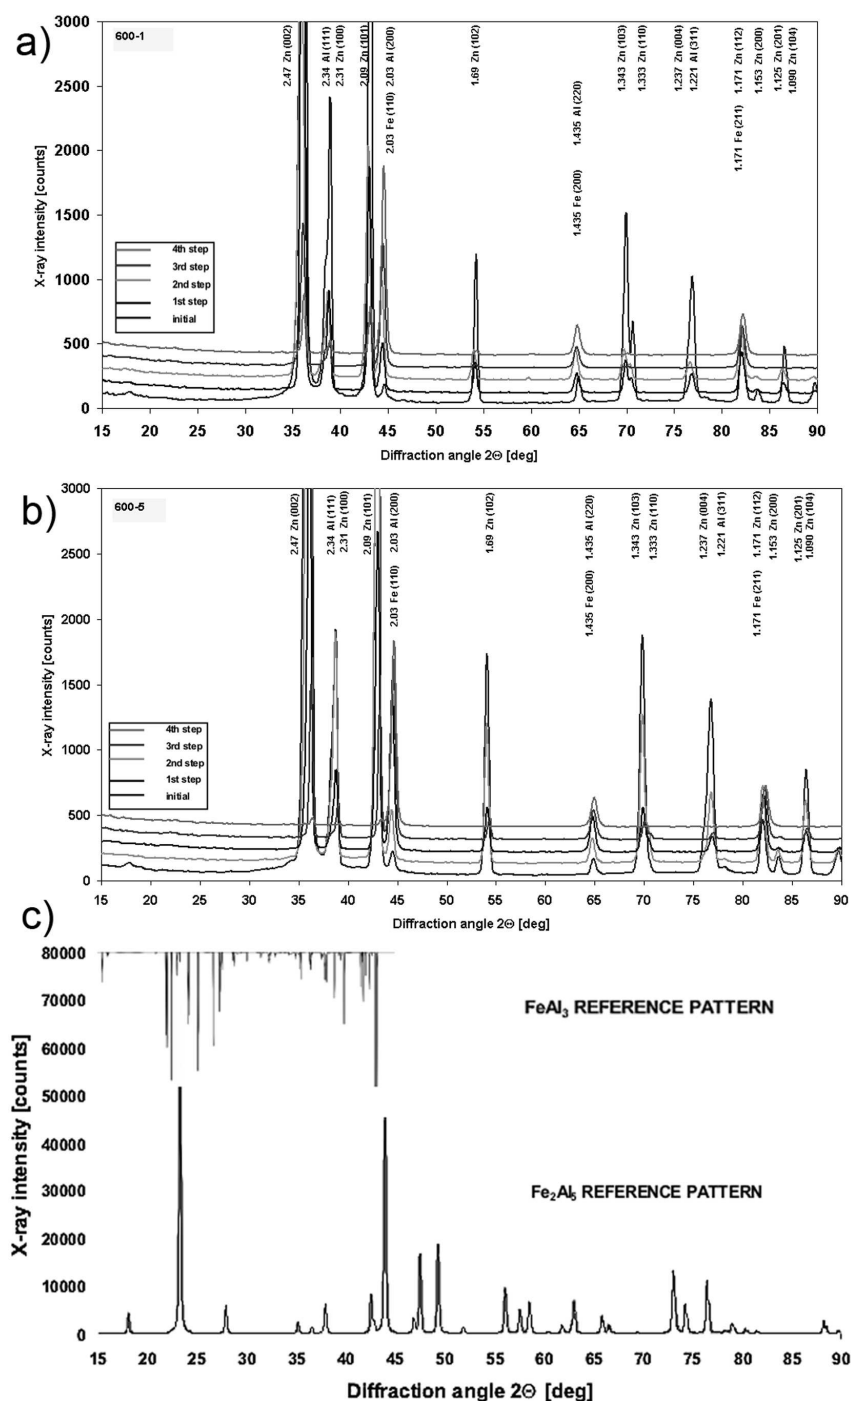 a)
600-1
2.47 Zn (002)
2.34 Al (111)
2.31 Zn (100)
2.09 Zn (101)
2.03 Al (200)
2.03 Fe (110)
1.69 Zn (102)
1.435 Al (220)
1.435 Fe (200)
1.343 Zn (103)
1.333 Zn (110)
1.237 Zn (004)
1.221 Al (311)
1.171 Zn (112)
1.171 Fe (211)
1.153 Zn (200)
1.125 Zn (201)
1.090 Zn (104)
X-ray intensity [counts]
3000
2500
2000
1500
1000
500
0
4th step
3rd step
2nd step
1st step
initial
15 20 25 30 35 40 45 50 55 60 65 70 75 80 85 90
Diffraction angle 2Θ [deg]
b)
600-5
2.47 Zn (002)
2.34 Al (111)
2.31 Zn (100)
2.09 Zn (101)
2.03 Al (200)
2.03 Fe (110)
1.69 Zn (102)
1.435 Al (220)
1.435 Fe (200)
1.343 Zn (103)
1.333 Zn (110)
1.237 Zn (004)
1.221 Al (311)
1.171 Zn (112)
1.171 Fe (211)
1.153 Zn (200)
1.125 Zn (201)
1.090 Zn (104)
X-ray intensity [counts]
3000
2500
2000
1500
1000
500
0
4th step
3rd step
2nd step
1st step
initial
15 20 25 30 35 40 45 50 55 60 65 70 75 80 85 90
Diffraction angle 2Θ [deg]
c)
X-ray intensity [counts]
80000
70000
60000
50000
40000
30000
20000
10000
0
FeAl₃ REFERENCE PATTERN
Fe₂Al₅ REFERENCE PATTERN
15 20 25 30 35 40 45 50 55 60 65 70 75 80 85 90
Diffraction angle 2Θ [deg]